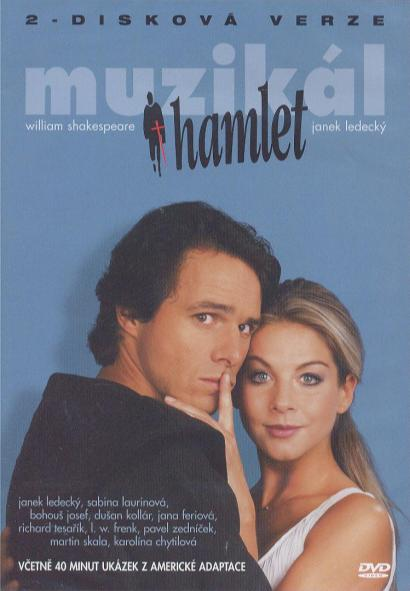 2 - DISKOVÁ VERZE
muzikál
william shakespeare
janek ledecký
hamlet
janek ledecký, sabina laurinová,
bohouš josef, dušan kollár, jana feriová,
richard tesařík, l. w. frenk, pavel zedníček,
martin skala, karolína chytilová
VČETNĚ 40 MINUT UKÁZEK Z AMERICKÉ ADAPTACE
DVD